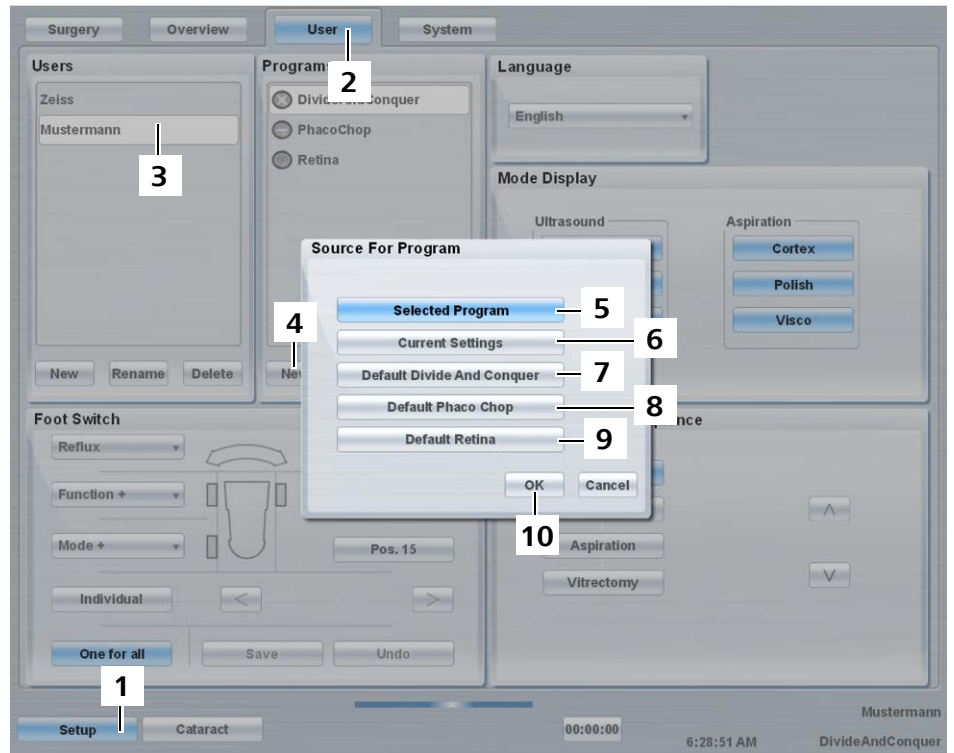 Surgery
Overview
User
System
2
Users
Zeiss
Mustermann
3
New
Rename
Delete
DivideAndConquer
PhacoChop
Retina
4
Language
English
Mode Display
Ultrasound
Aspiration
Cortex
Polish
Visco
Source For Program
Selected Program
5
Current Settings
6
Default Divide And Conquer
7
Default Phaco Chop
8
Default Retina
9
OK
Cancel
10
Foot Switch
Reflux
Function +
Mode +
Pos. 15
Individual
<
>
One for all
Save
Undo
Aspiration
Vitrectomy
1
Setup
Cataract
00:00:00
6:28:51 AM
Mustermann
DivideAndConquer